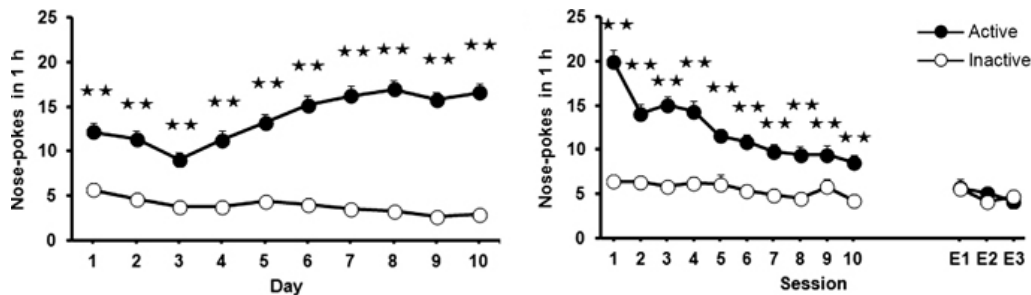 Nose-pokes in 1 h
25
20
15
10
5
0
1 2 3 4 5 6 7 8 9 10
Day
Nose-pokes in 1 h
25
20
15
10
5
0
1 2 3 4 5 6 7 8 9 10 E1 E2 E3
Session
Active
Inactive